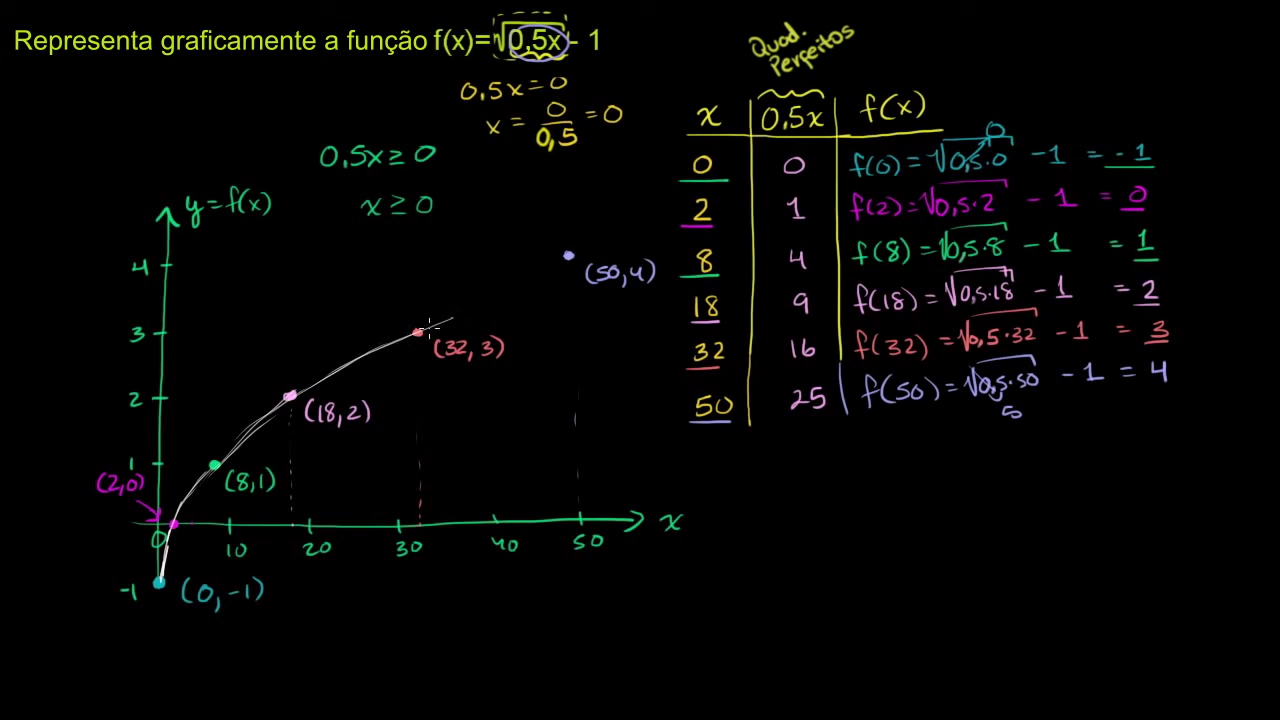 Representa graficamente a função f(x)=√0,5x - 1
0,5x = 0
x = 0/0,5 = 0
0,5x ≥ 0
x ≥ 0
Quad.
Perfeitos
x 0,5x f(x)
0 0 f(0) = √0,5·0 - 1 = -1
0
2 1 f(2) = √0,5·2 - 1 = 0
8 4 f(8) = √0,5·8 - 1 = 1
18 9 f(18) = √0,5·18 - 1 = 2
32 16 f(32) = √0,5·32 - 1 = 3
50 25 f(50) = √0,5·50 - 1 = 4
y = f(x)
4
(50,4)
3
(32,3)
2
(18,2)
1
(2,0)
(8,1)
0 10 20 30 40 50 x
-1
(0,-1)